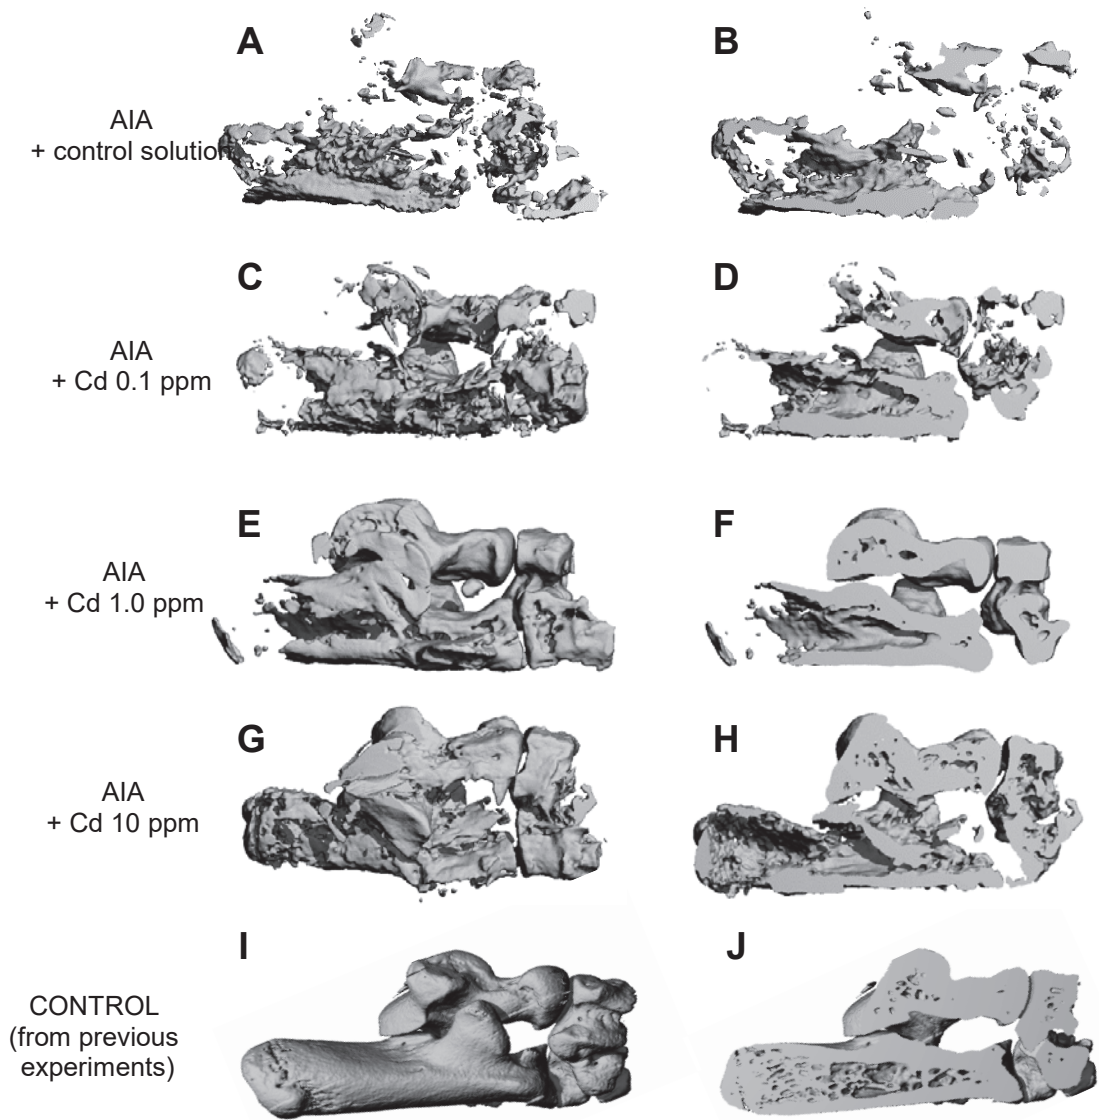 A
B
AIA
+ control solution
C
D
AIA
+ Cd 0.1 ppm
E
F
AIA
+ Cd 1.0 ppm
G
H
AIA
+ Cd 10 ppm
I
J
CONTROL
(from previous
experiments)